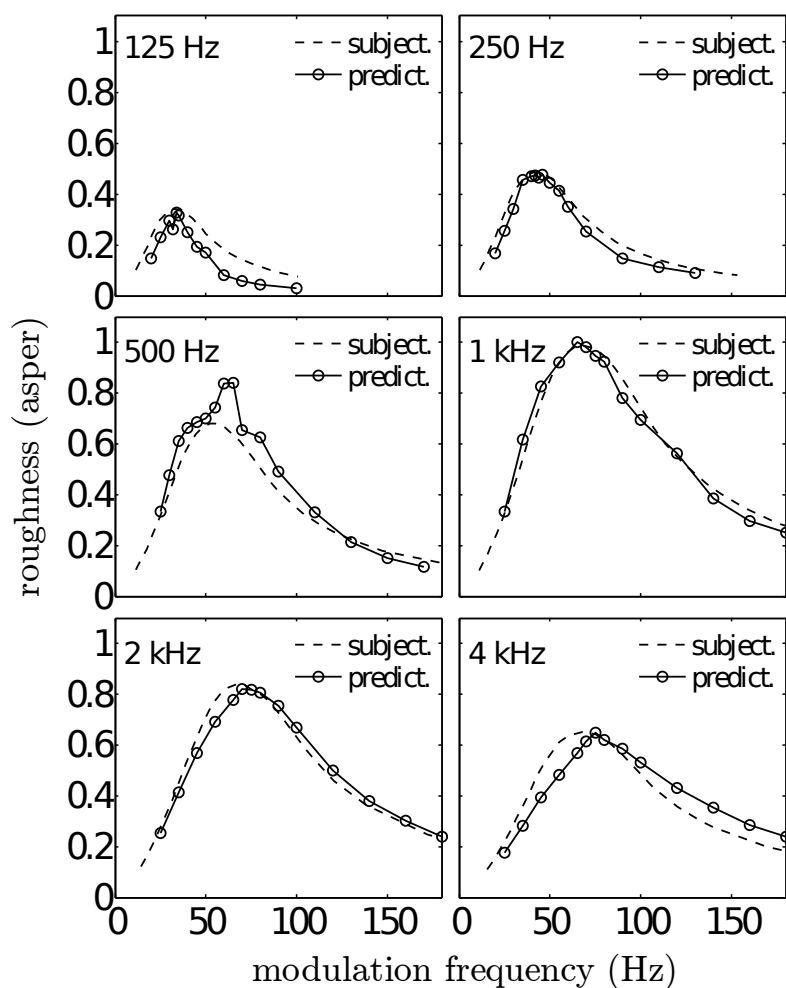 roughness (asper)
1
0.8
0.6
0.4
0.2
0
125 Hz
subject.
predict.
250 Hz
subject.
predict.
1
0.8
0.6
0.4
0.2
0
500 Hz
subject.
predict.
1 kHz
subject.
predict.
1
0.8
0.6
0.4
0.2
0
2 kHz
subject.
predict.
4 kHz
subject.
predict.
0 50 100 150 0 50 100 150
modulation frequency (Hz)